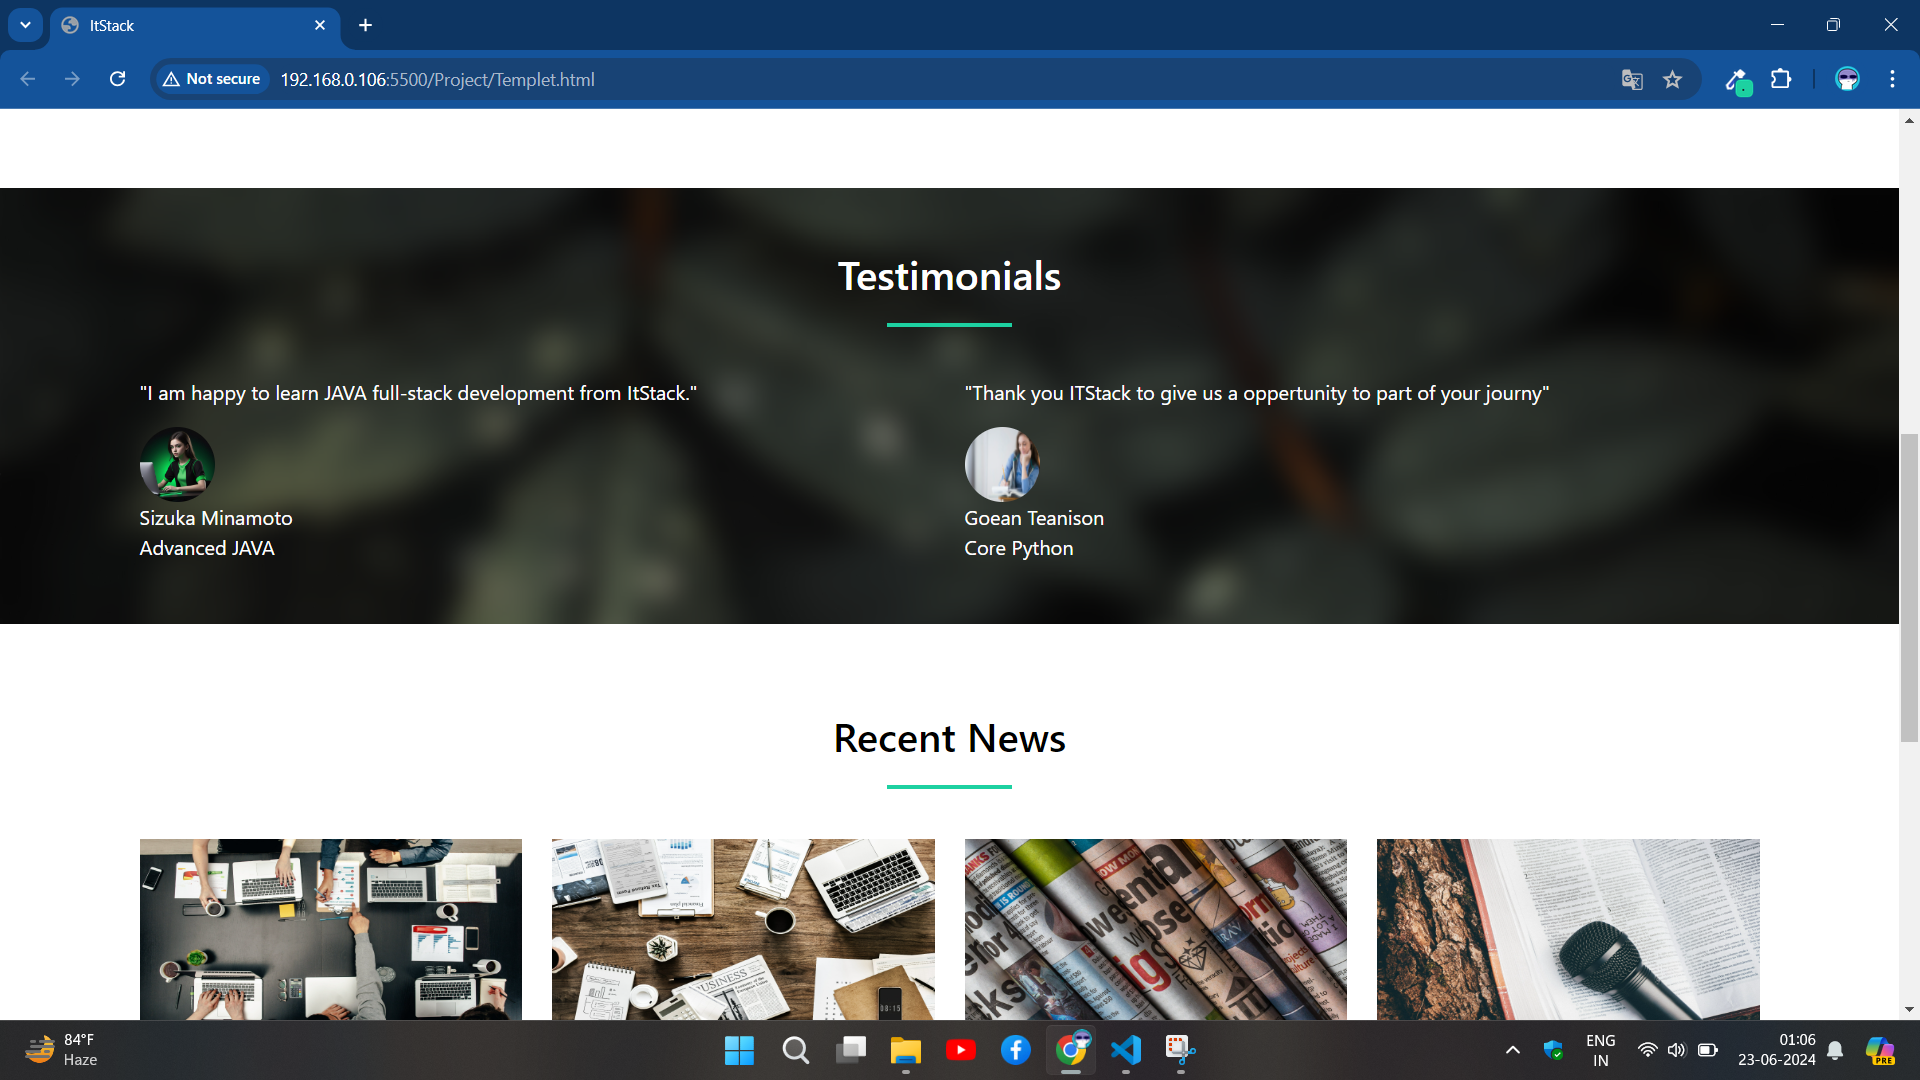 ItStack
Not secure
192.168.0.106:5500/Project/Templet.html
Testimonials
"I am happy to learn JAVA full-stack development from ItStack."
"Thank you ITStack to give us a oppertunity to part of your journy"
Sizuka Minamoto
Advanced JAVA
Goean Teanison
Core Python
Recent News
BUSINESS
84°F
Haze
ENG
IN
01:06
23-06-2024
PRE